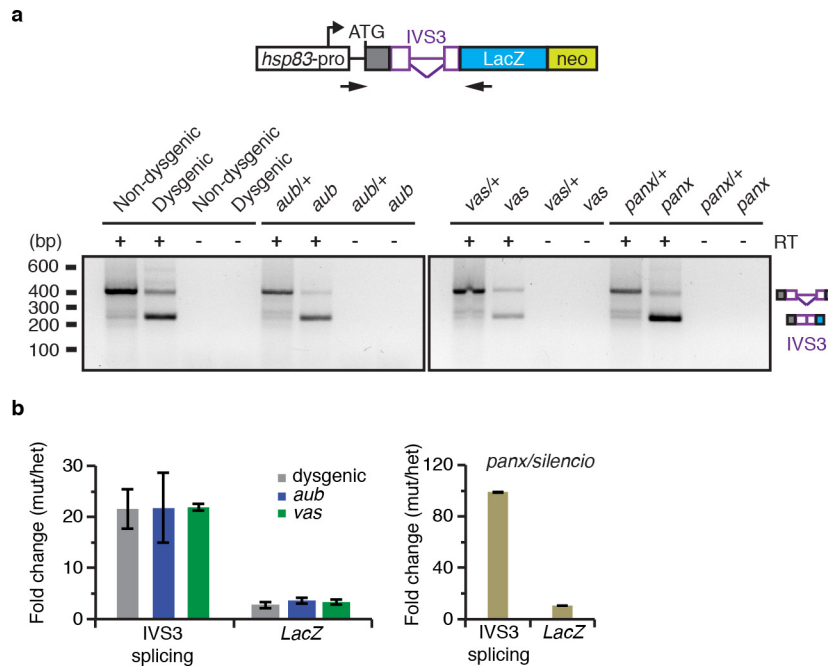 a
ATG IVS3
hsp83-pro LacZ neo
Non-dysgenic Dysgenic Non-dysgenic Dysgenic aub/+ aub aub/+ aub vas/+ vas vas/+ vas panx/+ panx panx/+ panx
(bp) + + - - + + - - + + - - + + - - RT
600
400
300
200
100
IVS3
b
Fold change (mut/het)
30
20
10
0
dysgenic
aub
vas
IVS3 splicing
LacZ
Fold change (mut/het)
120
80
40
0
panx/silencio
IVS3 splicing
LacZ